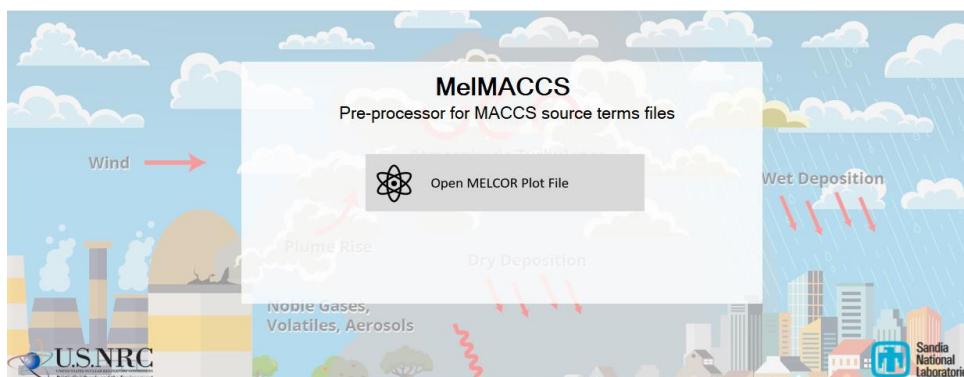 MelMACCS
Pre-processor for MACCS source terms files
Open MELCOR Plot File
Wind
Wet Deposition
Plume Rise
Dry Deposition
Noble Gases,
Volatiles, Aerosols
U.S.NRC
Sandia
National
Laboratorie